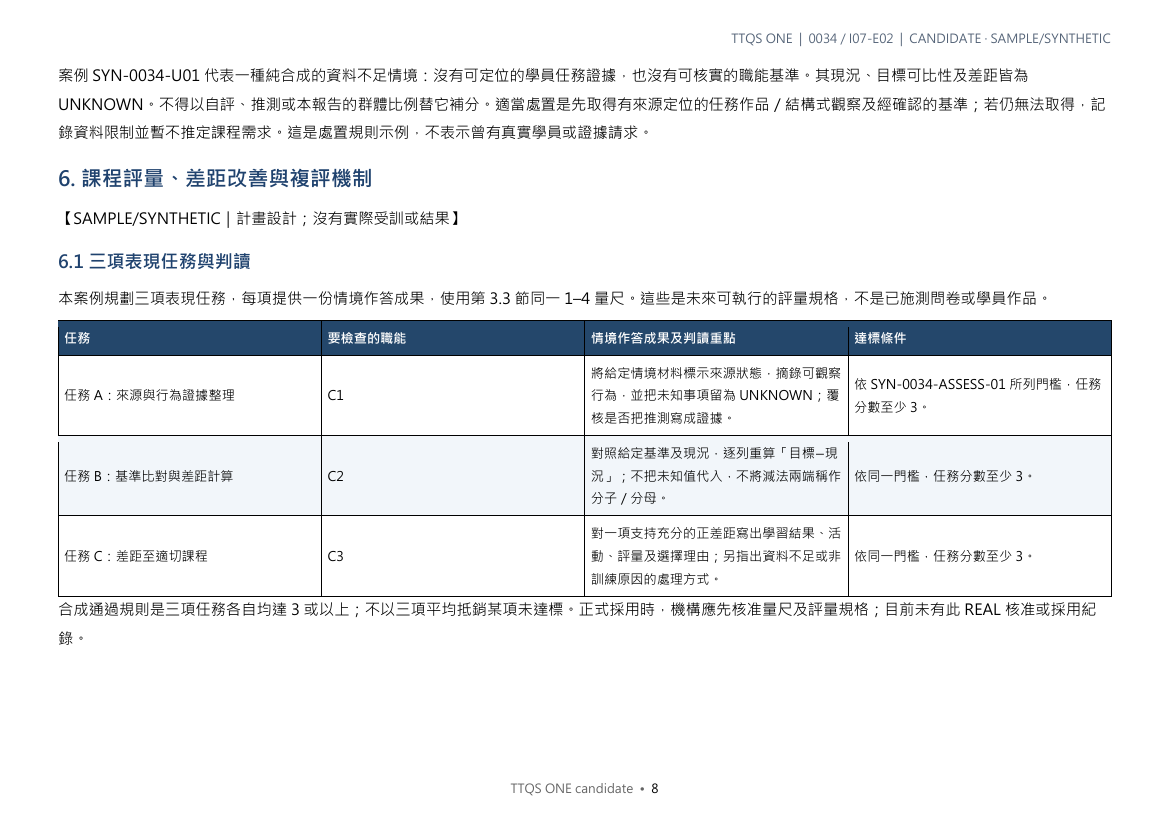 TTQS ONE | 0034 / I07-E02 | CANDIDATE · SAMPLE/SYNTHETIC
案例 SYN-0034-U01 代表一種純合成的資料不足情境：沒有可定位的學員任務證據，也沒有可核實的職能基準。其現況、目標可比性及差距皆為
UNKNOWN。不得以自評、推測或本報告的群體比例替它補分。適當處置是先取得有來源定位的任務作品 / 結構式觀察及經確認的基準；若仍無法取得，記
錄資料限制並暫不推定課程需求。這是處置規則示例，不表示曾有真實學員或證據請求。
6. 課程評量、差距改善與複評機制
【SAMPLE/SYNTHETIC｜計畫設計；沒有實際受訓或結果】
6.1 三項表現任務與判讀
本案例規劃三項表現任務，每項提供一份情境作答成果，使用第 3.3 節同一 1–4 量尺。這些是未來可執行的評量規格，不是已施測問卷或學員作品。
任務
要檢查的職能
情境作答成果及判讀重點
達標條件
任務 A：來源與行為證據整理
C1
將給定情境材料標示來源狀態，摘錄可觀察
行為，並把未知事項留為 UNKNOWN；覆
核是否把推測寫成證據。
依 SYN-0034-ASSESS-01 所列門檻，任務
分數至少 3。
任務 B：基準比對與差距計算
C2
對照給定基準及現況，逐列重算「目標−現
況」；不把未知值代入，不將減法兩端稱作
分子 / 分母。
依同一門檻，任務分數至少 3。
任務 C：差距至適切課程
C3
對一項支持充分的正差距寫出學習結果、活
動、評量及選擇理由；另指出資料不足或非
訓練原因的處理方式。
依同一門檻，任務分數至少 3。
合成通過規則是三項任務各自均達 3 或以上；不以三項平均抵銷某項未達標。正式採用時，機構應先核准量尺及評量規格；目前未有此 REAL 核准或採用紀
錄。
TTQS ONE candidate • 8